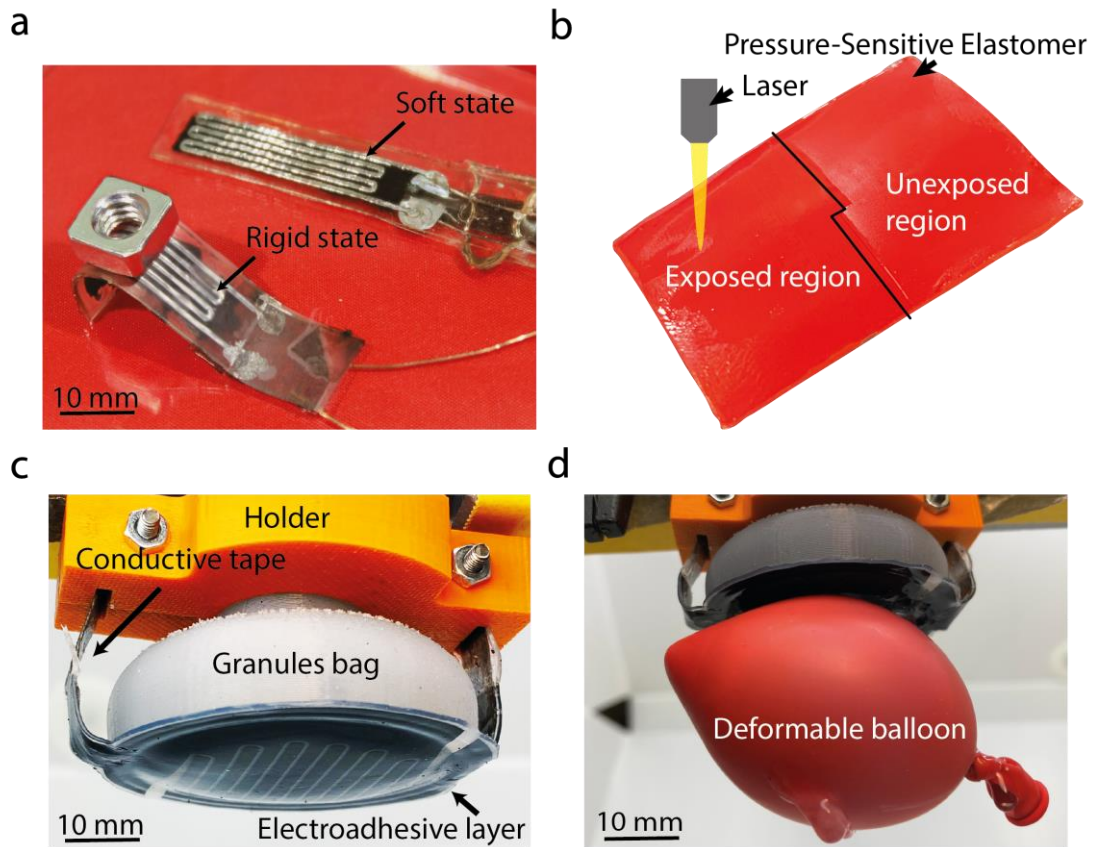 a
Soft state
Rigid state
10 mm
b
Pressure-Sensitive Elastomer
Laser
Unexposed
region
Exposed region
c
Holder
Conductive tape
Granules bag
10 mm
Electroadhesive layer
d
Deformable balloon
10 mm